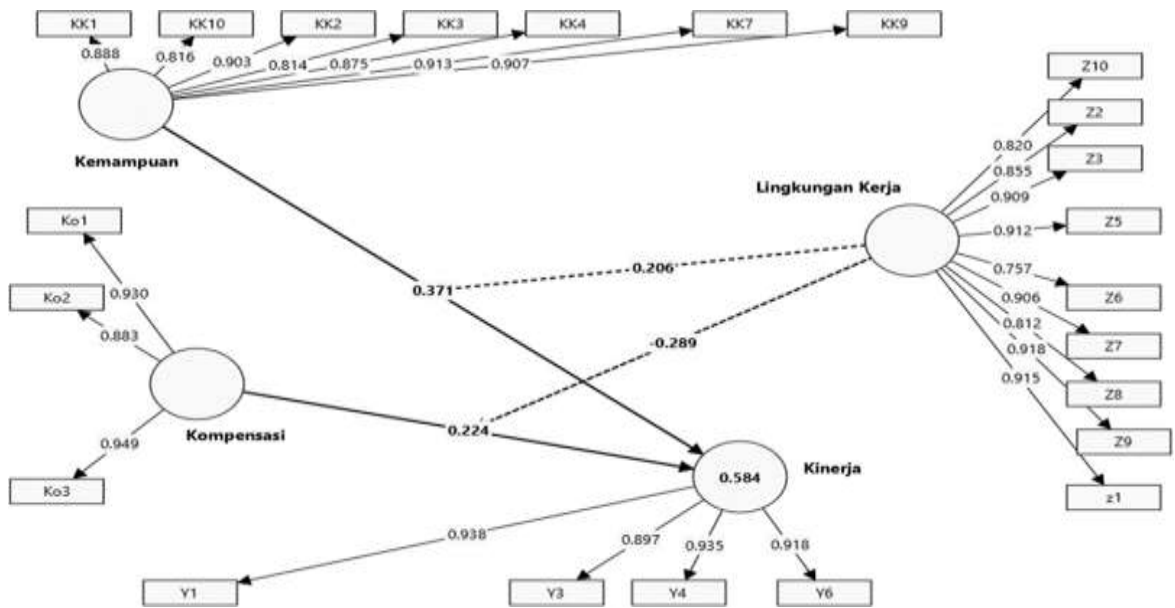 KK1
KK10
KK2
KK3
KK4
KK7
KK9
0.888
0.816
0.903
0.814
0.875
0.913
0.907
Kemampuan
Z10
Z2
Z3
Z5
Z6
Z7
Z8
Z9
z1
0.820
0.855
0.909
0.912
0.757
0.906
0.812
0.918
0.915
Lingkungan Kerja
0.206
0.371
-0.289
Ko1
Ko2
Ko3
0.930
0.883
0.949
Kompensasi
0.224
Kinerja
0.584
0.938
0.897
0.935
0.918
Y1
Y3
Y4
Y6